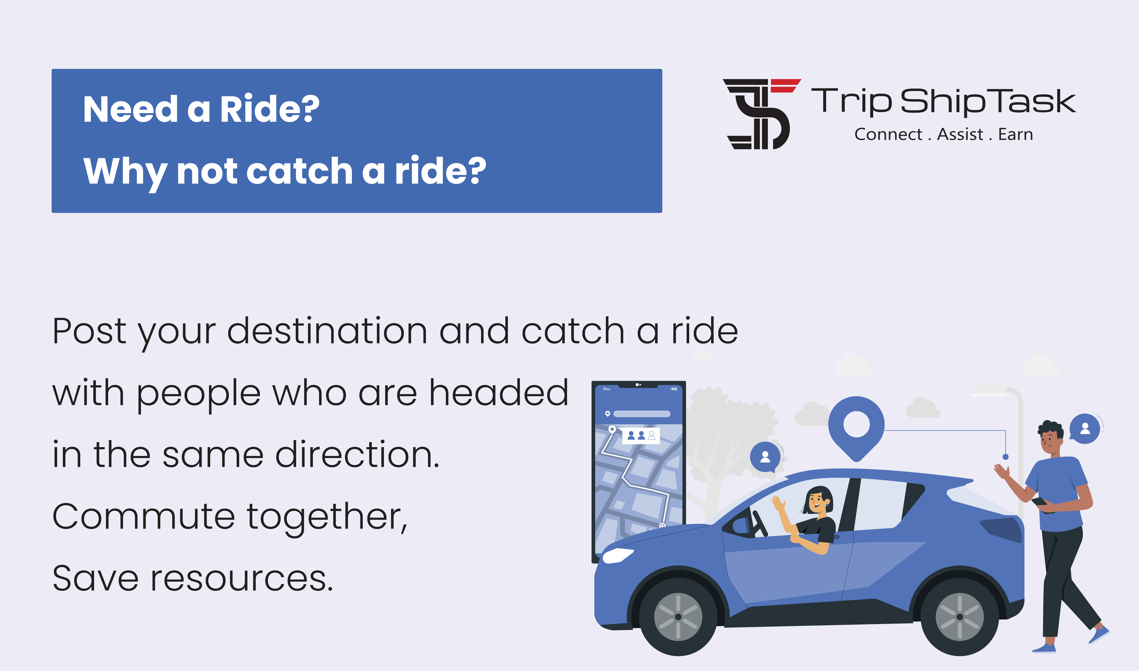 Need a Ride?
Why not catch a ride?
Trip ShipTask
Connect . Assist . Earn
Post your destination and catch a ride
with people who are headed
in the same direction.
Commute together,
Save resources.